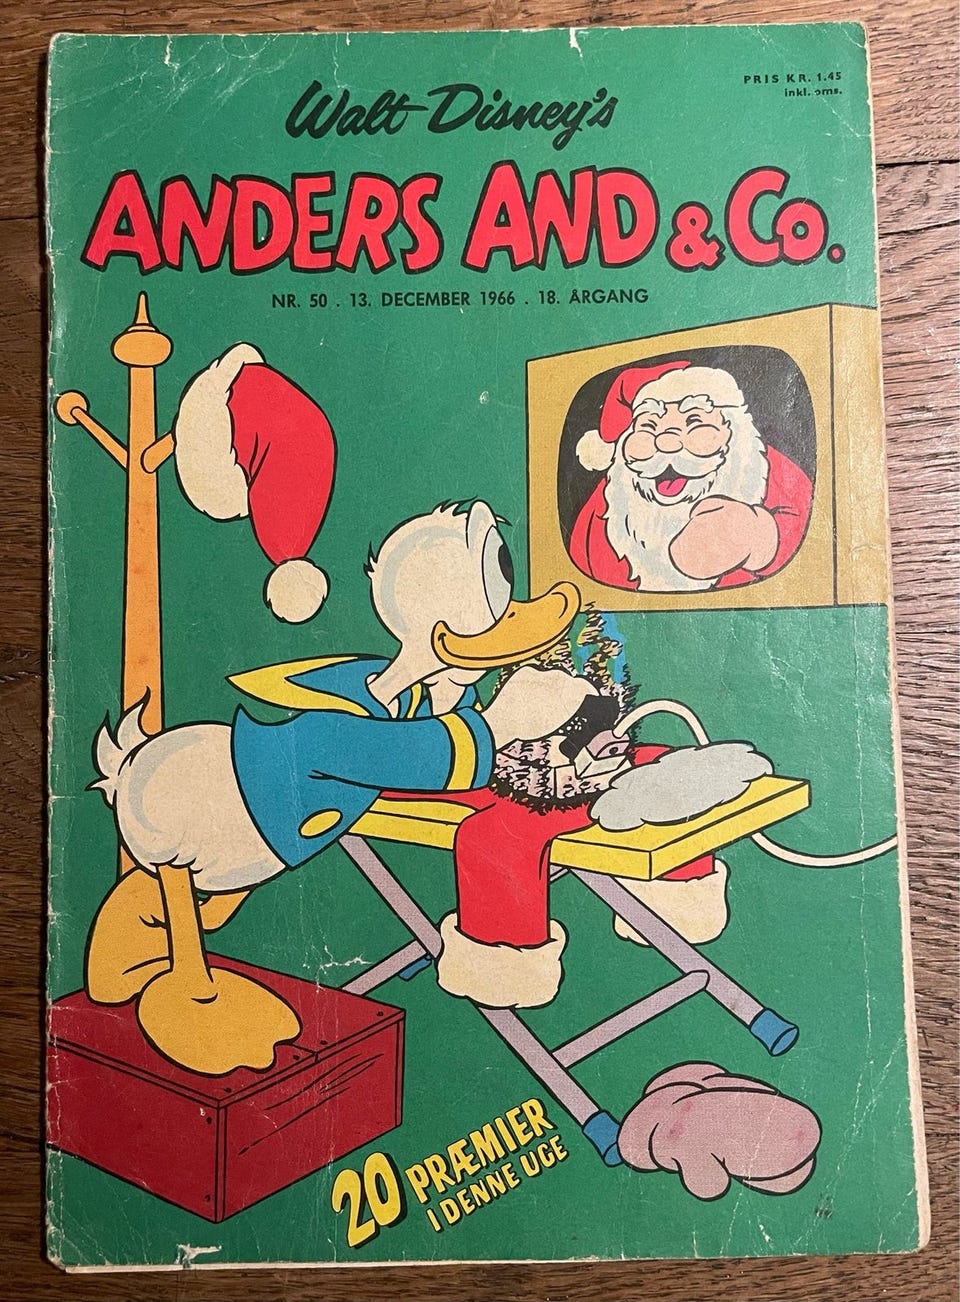 PRIS KR. 1.45
inkl. oms.
Walt Disney's
ANDERS AND & Co.
NR. 50 . 13. DECEMBER 1966 . 18. ÅRGANG
20 PRÆMIER
I DENNE UGE